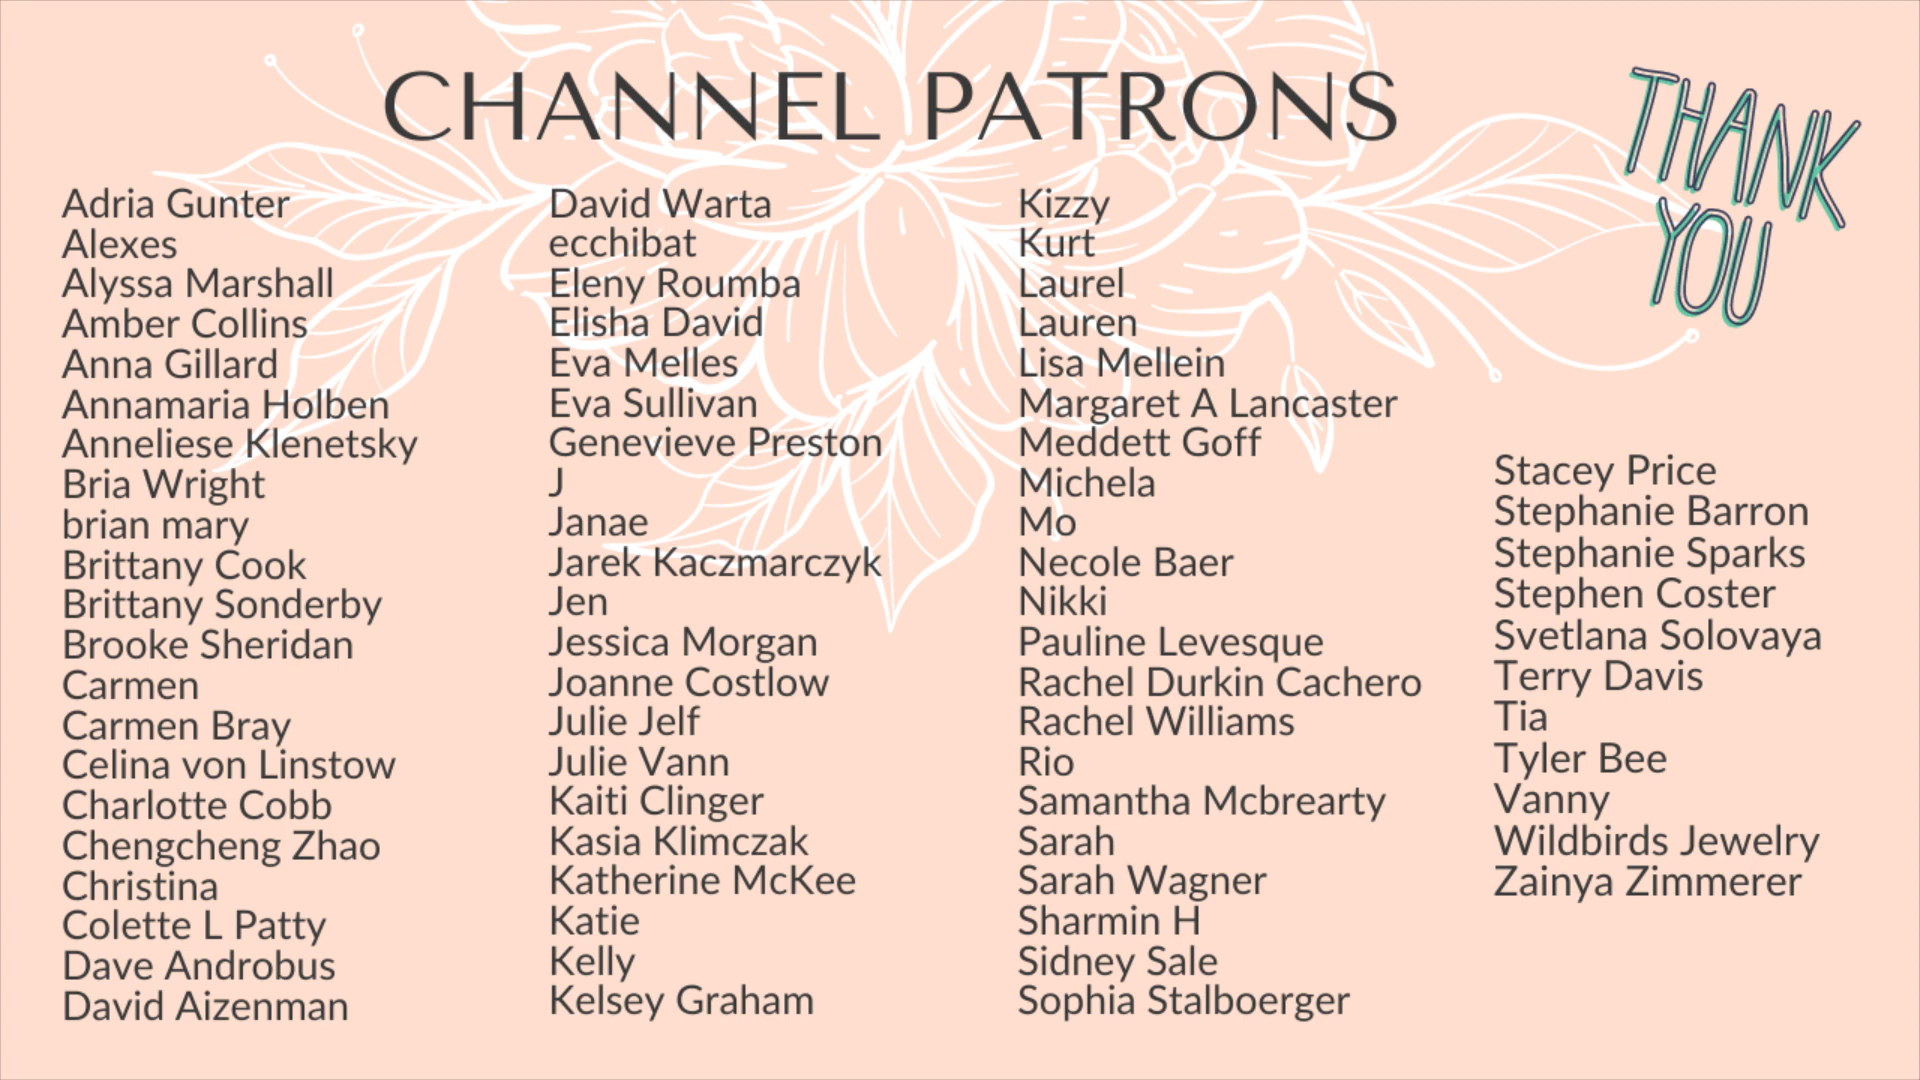 CHANNEL PATRONS
THANK
YOU
Adria Gunter
Alexes
Alyssa Marshall
Amber Collins
Anna Gillard
Annamaria Holben
Anneliese Klenetsky
Bria Wright
brian mary
Brittany Cook
Brittany Sonderby
Brooke Sheridan
Carmen
Carmen Bray
Celina von Linstow
Charlotte Cobb
Chengcheng Zhao
Christina
Colette L Patty
Dave Androbus
David Aizenman
David Warta
ecchibat
Eleny Roumba
Elisha David
Eva Melles
Eva Sullivan
Genevieve Preston
J
Janae
Jarek Kaczmarczyk
Jen
Jessica Morgan
Joanne Costlow
Julie Jelf
Julie Vann
Kaiti Clinger
Kasia Klimczak
Katherine McKee
Katie
Kelly
Kelsey Graham
Kizzy
Kurt
Laurel
Lauren
Lisa Mellein
Margaret A Lancaster
Meddett Goff
Michela
Mo
Necole Baer
Nikki
Pauline Levesque
Rachel Durkin Cachero
Rachel Williams
Rio
Samantha Mcbrearty
Sarah
Sarah Wagner
Sharmin H
Sidney Sale
Sophia Stalboerger
Stacey Price
Stephanie Barron
Stephanie Sparks
Stephen Coster
Svetlana Solovaya
Terry Davis
Tia
Tyler Bee
Vanny
Wildbirds Jewelry
Zainya Zimmerer